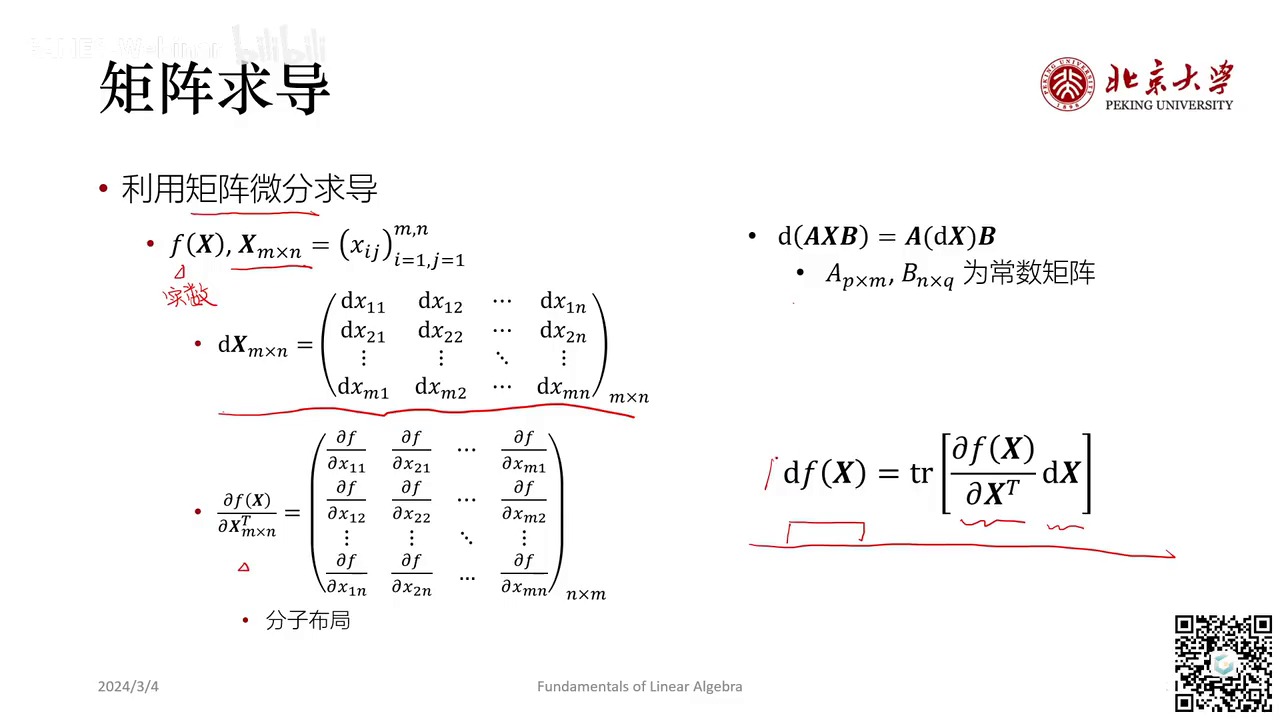 bilibili
矩阵求导
北京大学
PEKING UNIVERSITY
• 利用矩阵微分求导
• f(X), X_{m×n} = (x_{ij})_{i=1,j=1}^{m,n}
实数
• dX_{m×n} = ( dx_{11} dx_{12} ⋯ dx_{1n}
dx_{21} dx_{22} ⋯ dx_{2n}
⋮ ⋮ ⋱ ⋮
dx_{m1} dx_{m2} ⋯ dx_{mn} )_{m×n}
• ∂f(X)/∂X^T_{m×n} = ( ∂f/∂x_{11} ∂f/∂x_{21} ⋯ ∂f/∂x_{m1}
∂f/∂x_{12} ∂f/∂x_{22} ⋯ ∂f/∂x_{m2}
⋮ ⋮ ⋱ ⋮
∂f/∂x_{1n} ∂f/∂x_{2n} ⋯ ∂f/∂x_{mn} )_{n×m}
• 分子布局
• d(AXB) = A(dX)B
• A_{p×m}, B_{n×q} 为常数矩阵
df(X) = tr[ ∂f(X)/∂X^T dX ]
2024/3/4
Fundamentals of Linear Algebra